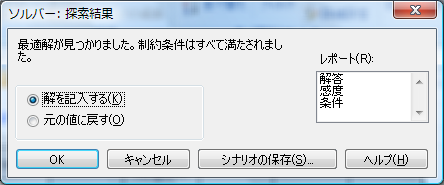 ソルバー: 探索結果
最適解が見つかりました。制約条件はすべて満たされまし
た。
レポート(R):
解答
感度
条件
解を記入する(K)
元の値に戻す(O)
OK
キャンセル
シナリオの保存(S)...
ヘルプ(H)